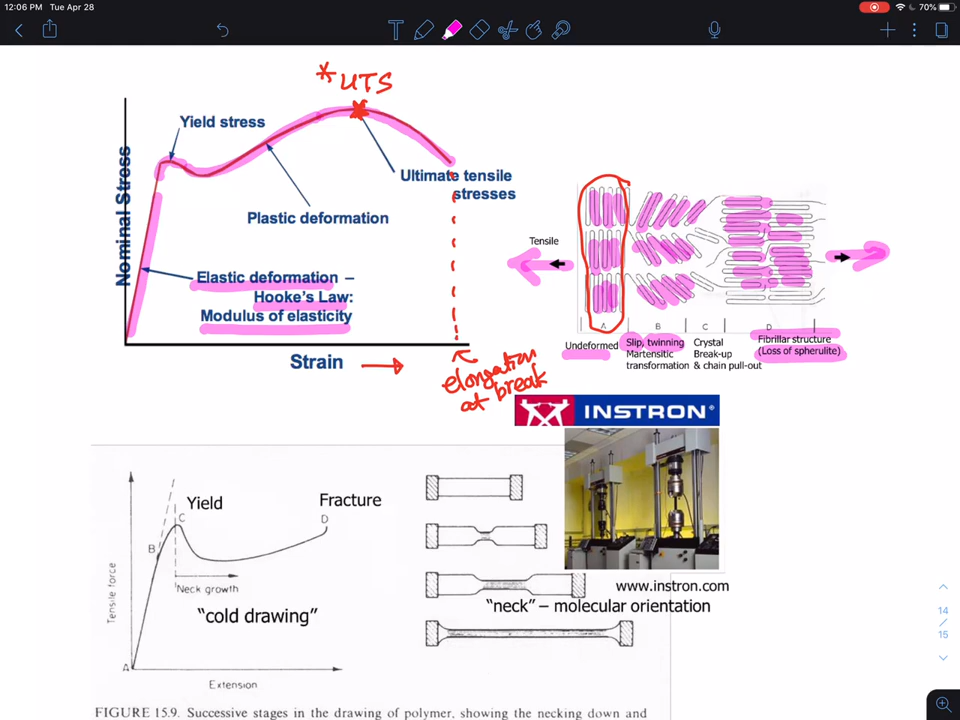 12:06 PM Tue Apr 28
70%
T
*UTS
Yield stress
Ultimate tensile
stresses
Plastic deformation
Nominal Stress
Elastic deformation –
Hooke's Law:
Modulus of elasticity
Strain
elongation
at break
Tensile
A B C D
Undeformed
Slip, twinning
Martensitic
transformation
Crystal
Break-up
& chain pull-out
Fibrillar structure
(Loss of spherulite)
INSTRON®
www.instron.com
Yield
Fracture
C
D
B
Neck growth
"cold drawing"
Tensile force
A
Extension
"neck" – molecular orientation
FIGURE 15.9. Successive stages in the drawing of polymer, showing the necking down and
14
/
15